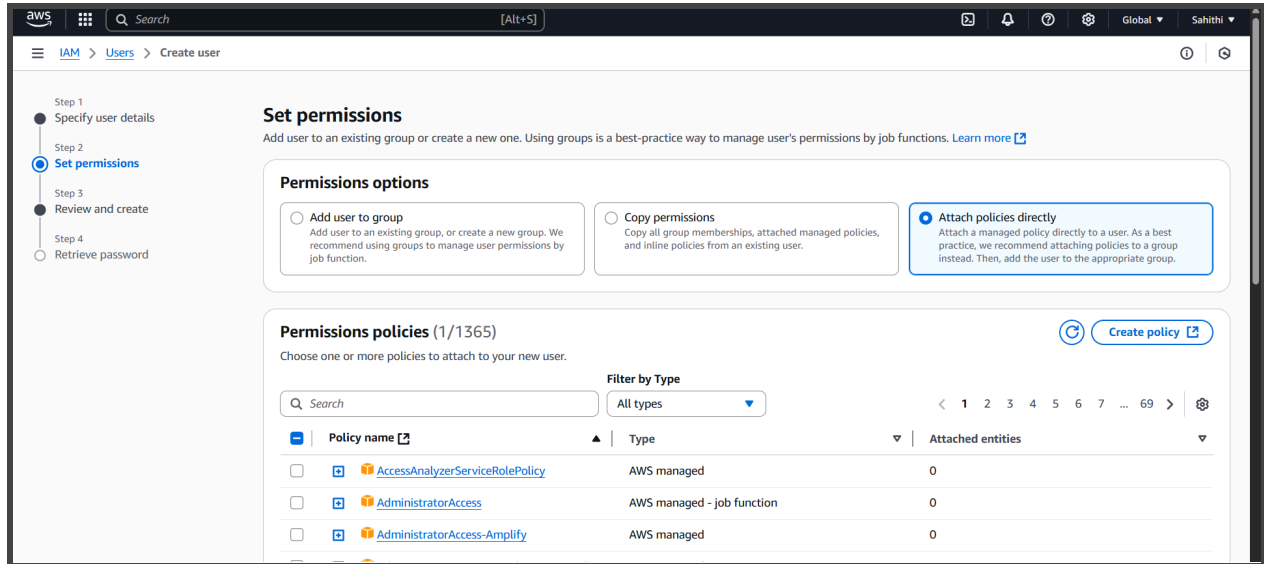 aws
Search [Alt+S] Global ▼ Sahithi ▼
IAM > Users > Create user
Step 1
Specify user details
Step 2
Set permissions
Step 3
Review and create
Step 4
Retrieve password
Set permissions
Add user to an existing group or create a new one. Using groups is a best-practice way to manage user's permissions by job functions. Learn more
Permissions options
Add user to group
Add user to an existing group, or create a new group. We
recommend using groups to manage user permissions by
job function.
Copy permissions
Copy all group memberships, attached managed policies,
and inline policies from an existing user.
Attach policies directly
Attach a managed policy directly to a user. As a best
practice, we recommend attaching policies to a group
instead. Then, add the user to the appropriate group.
Permissions policies (1/1365)
Create policy
Choose one or more policies to attach to your new user.
Filter by Type
Search
All types
< 1 2 3 4 5 6 7 ... 69 >
Policy name Type Attached entities
AccessAnalyzerServiceRolePolicy AWS managed 0
AdministratorAccess AWS managed - job function 0
AdministratorAccess-Amplify AWS managed 0